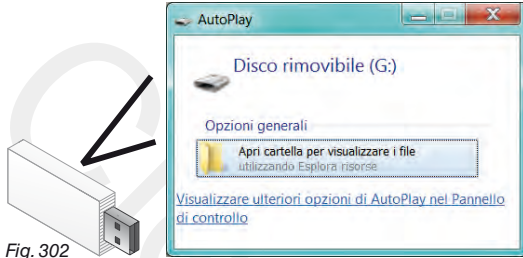 AutoPlay
Disco rimovibile (G:)
Opzioni generali
Apri cartella per visualizzare i file
utilizzando Esplora risorse
Visualizzare ulteriori opzioni di AutoPlay nel Pannello
di controllo
Fig. 302